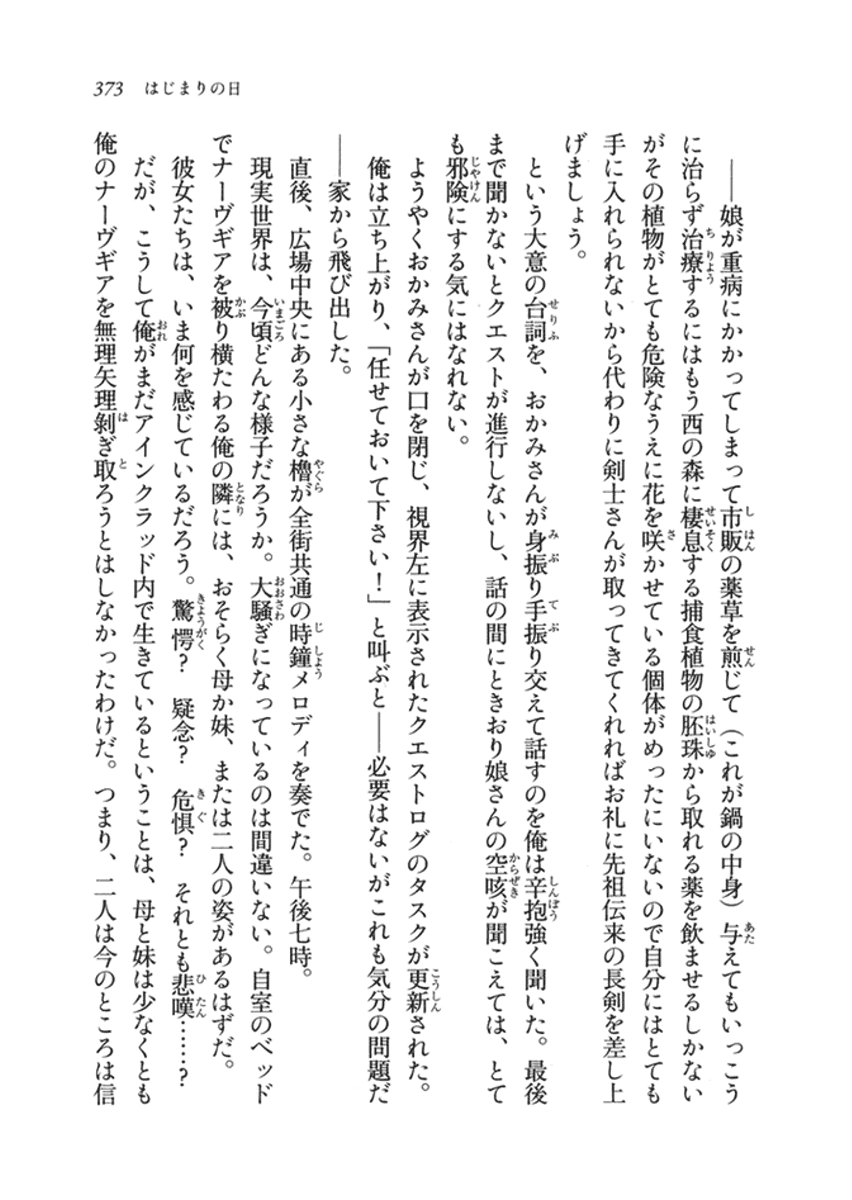 373 はじまりの日
――娘が重病にかかってしまって市販の薬草を煎じて（これが鍋の中身）与えてもいっこう
に治らず治療するにはもう西の森に棲息する捕食植物の胚珠から取れる薬を飲ませるしかない
がその植物がとても危険なうえに花を咲かせている個体がめったにいないので自分にはとても
手に入れられないから代わりに剣士さんが取ってきてくれればお礼に先祖伝来の長剣を差し上
げましょう。
という大意の台詞を、おかみさんが身振り手振り交えて話すのを俺は辛抱強く聞いた。最後
まで聞かないとクエストが進行しないし、話の間にときおり娘さんの空咳が聞こえては、とて
も邪険にする気にはなれない。
ようやくおかみさんが口を閉じ、視界左に表示されたクエストログのタスクが更新された。
俺は立ち上がり、「任せておいて下さい！」と叫ぶと――必要はないがこれも気分の問題だ
――家から飛び出した。
直後、広場中央にある小さな櫓が全街共通の時鐘メロディを奏でた。午後七時。
現実世界は、今頃どんな様子だろうか。大騒ぎになっているのは間違いない。自室のベッド
でナーヴギアを被り横たわる俺の隣には、おそらく母か妹、または二人の姿があるはずだ。
彼女たちは、いま何を感じているだろう。驚愕？　疑念？　危惧？　それとも悲嘆……？
だが、こうして俺がまだアインクラッド内で生きているということは、母と妹は少なくとも
俺のナーヴギアを無理矢理剝ぎ取ろうとはしなかったわけだ。つまり、二人は今のところは信